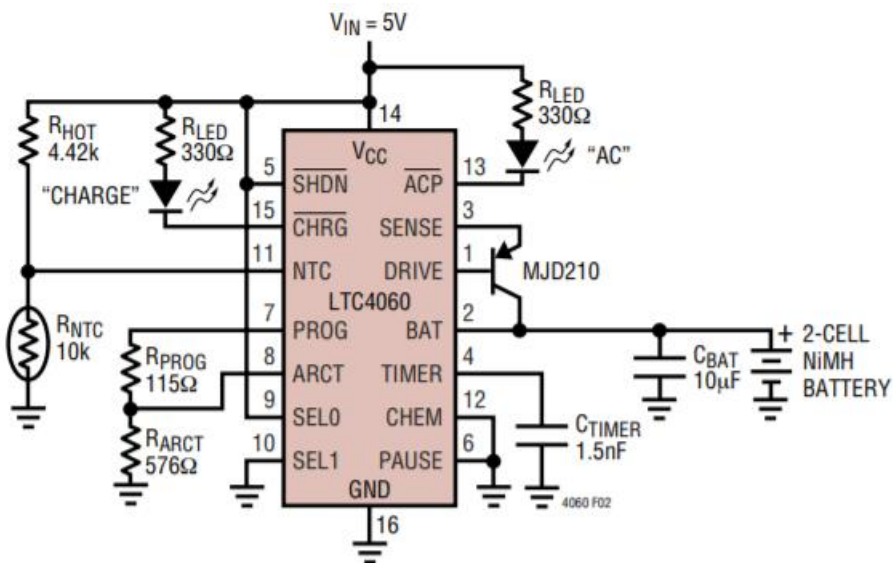 VIN = 5V
RHOT
4.42k
RLED
330Ω
"CHARGE"
14
VCC
RLED
330Ω
"AC"
5
SHDN
13
ACP
15
CHRG
3
SENSE
11
NTC
1
DRIVE
MJD210
LTC4060
RNTC
10k
7
PROG
2
BAT
RPROG
115Ω
8
ARCT
4
TIMER
CBAT
10µF
+ 2-CELL
NiMH
BATTERY
RARCT
576Ω
9
SEL0
12
CHEM
CTIMER
1.5nF
10
SEL1
6
PAUSE
GND
16
4060 F02